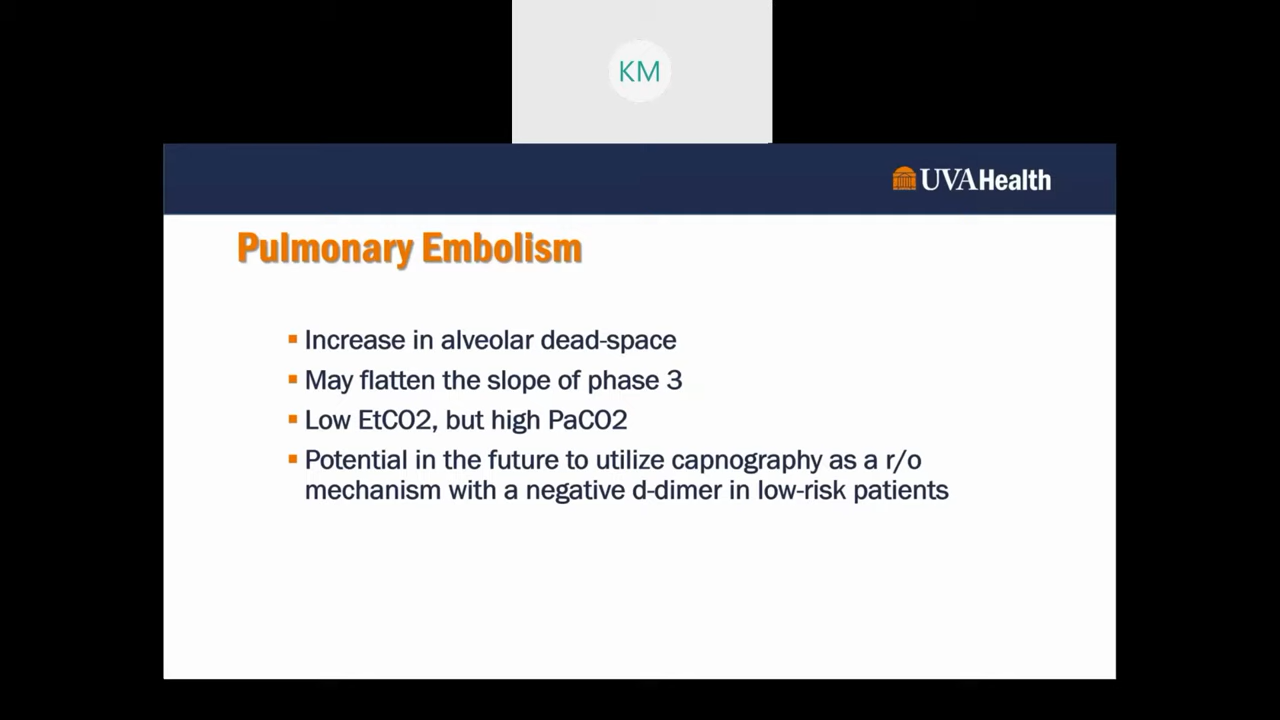 KM
UVAHealth
Pulmonary Embolism
Increase in alveolar dead-space
May flatten the slope of phase 3
Low EtCO2, but high PaCO2
Potential in the future to utilize capnography as a r/o
mechanism with a negative d-dimer in low-risk patients